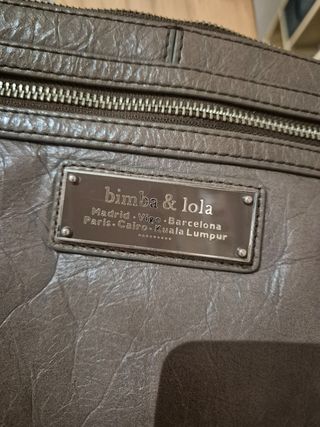 bimba & lola
Madrid • Vigo • Barcelona
Paris • Cairo • Kuala Lumpur